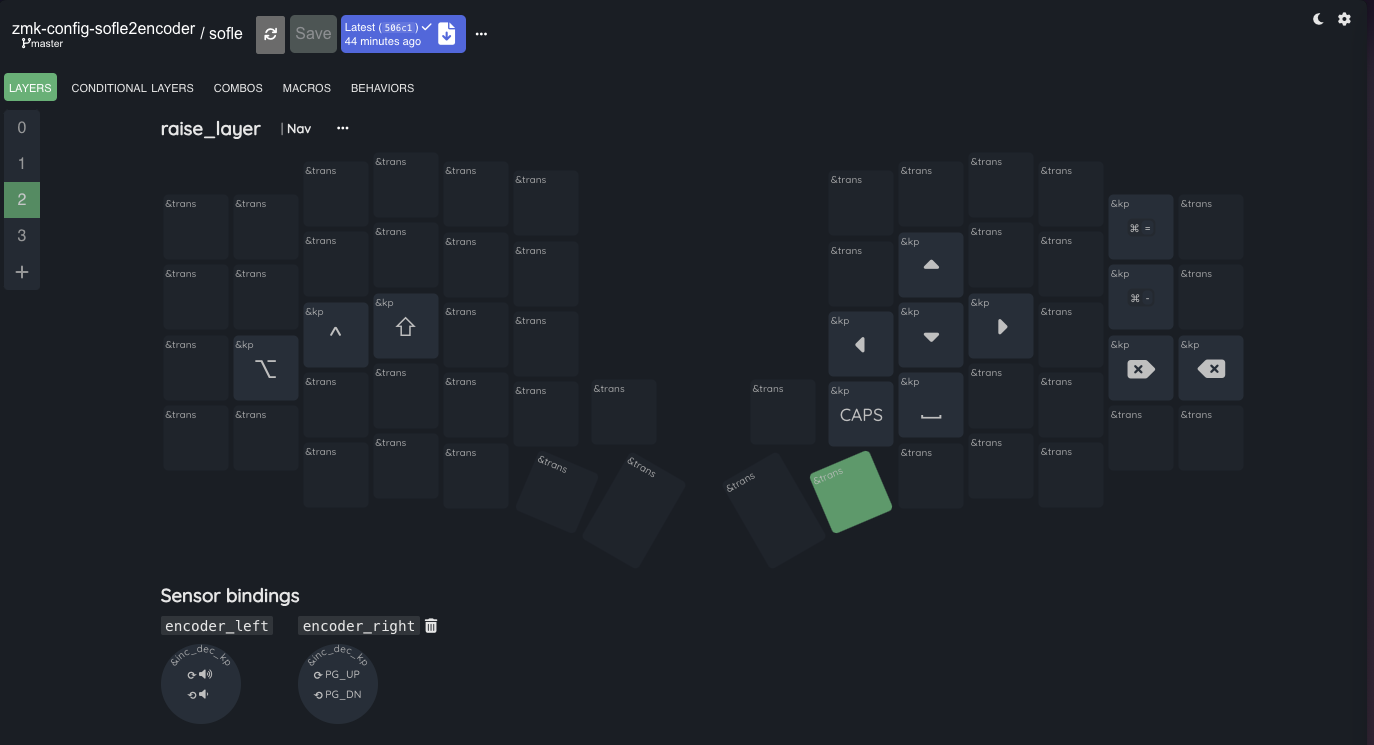 zmk-config-sofle2encoder / sofle
master
Save
Latest (506c1)
44 minutes ago
LAYERS CONDITIONAL LAYERS COMBOS MACROS BEHAVIORS
0
1
2
3
+
raise_layer | Nav
&trans &trans &trans &trans &trans &trans
&trans &trans &trans &trans &kp ⌘ = &trans
&trans &trans &trans &trans &trans &trans
&trans &kp &trans &trans &kp ⌘ - &trans
&trans &kp ⌥ &kp ^ &kp ⇧ &trans &trans
&kp &kp &kp &trans &kp &kp
&trans &trans &trans &trans &trans &trans &trans
&trans &kp CAPS &kp &trans &trans &trans &trans
&trans &trans &trans &trans &trans
&trans &trans &trans &trans &trans
Sensor bindings
encoder_left encoder_right
&inc_dec_kp &inc_dec_kp
PG_UP
PG_DN